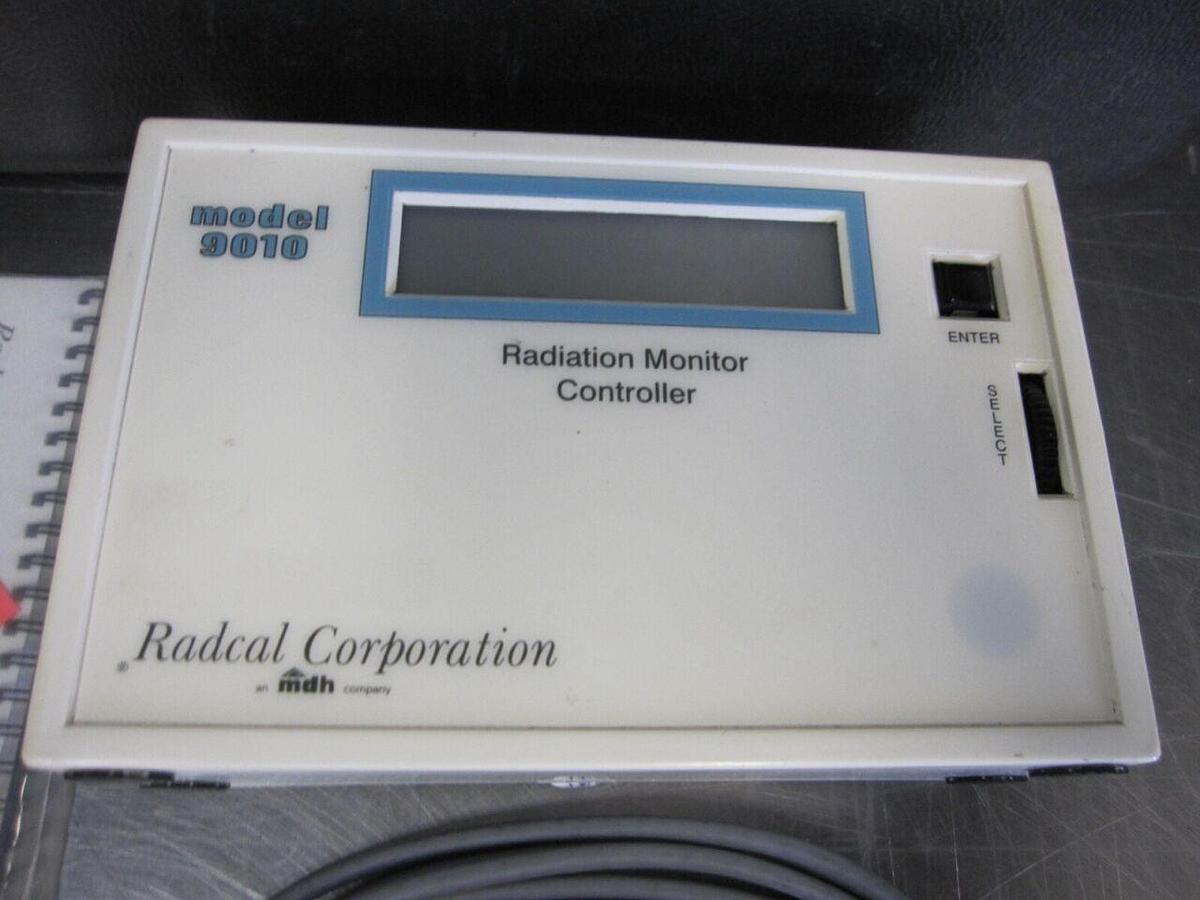 model
9010
Radiation Monitor
Controller
ENTER
SELECT
® Radcal Corporation
an mdh company